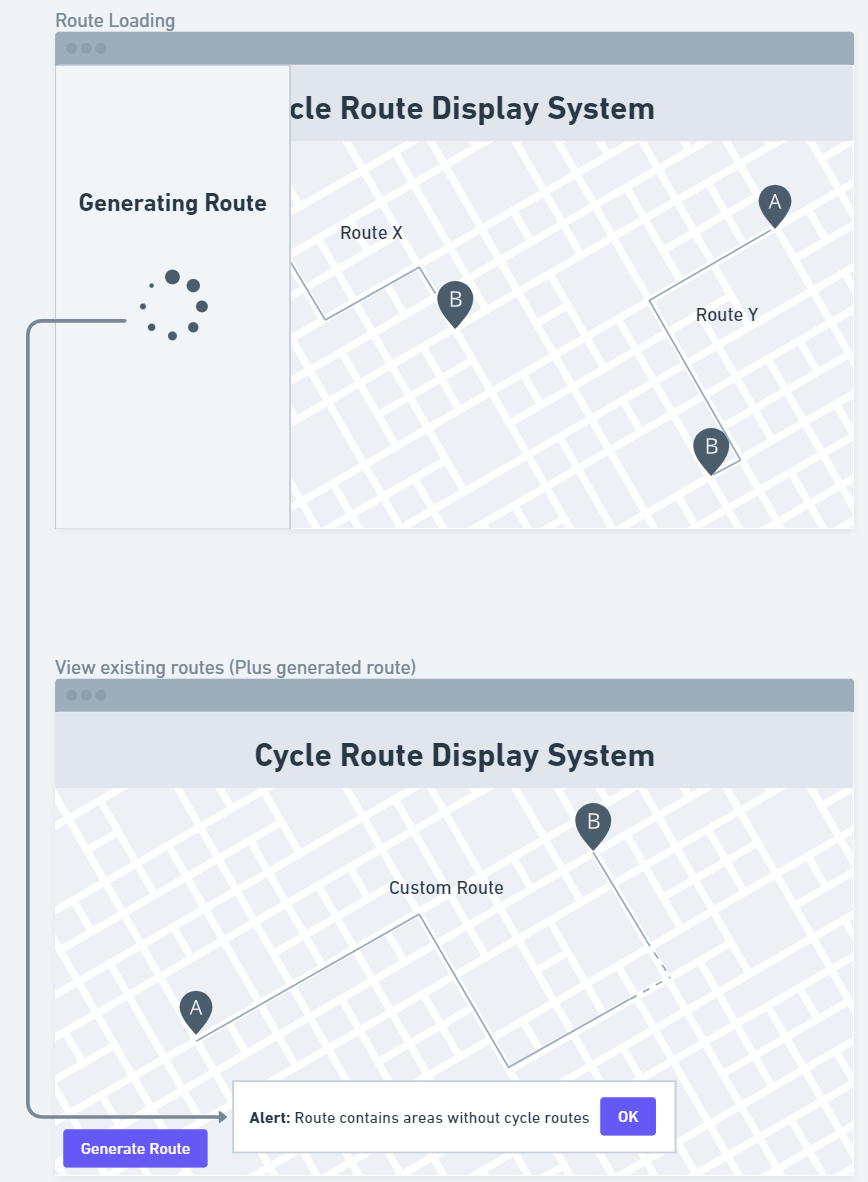 Route Loading
cle Route Display System
Generating Route
Route X
A
B
Route Y
B
View existing routes (Plus generated route)
Cycle Route Display System
B
Custom Route
A
Alert: Route contains areas without cycle routes
OK
Generate Route